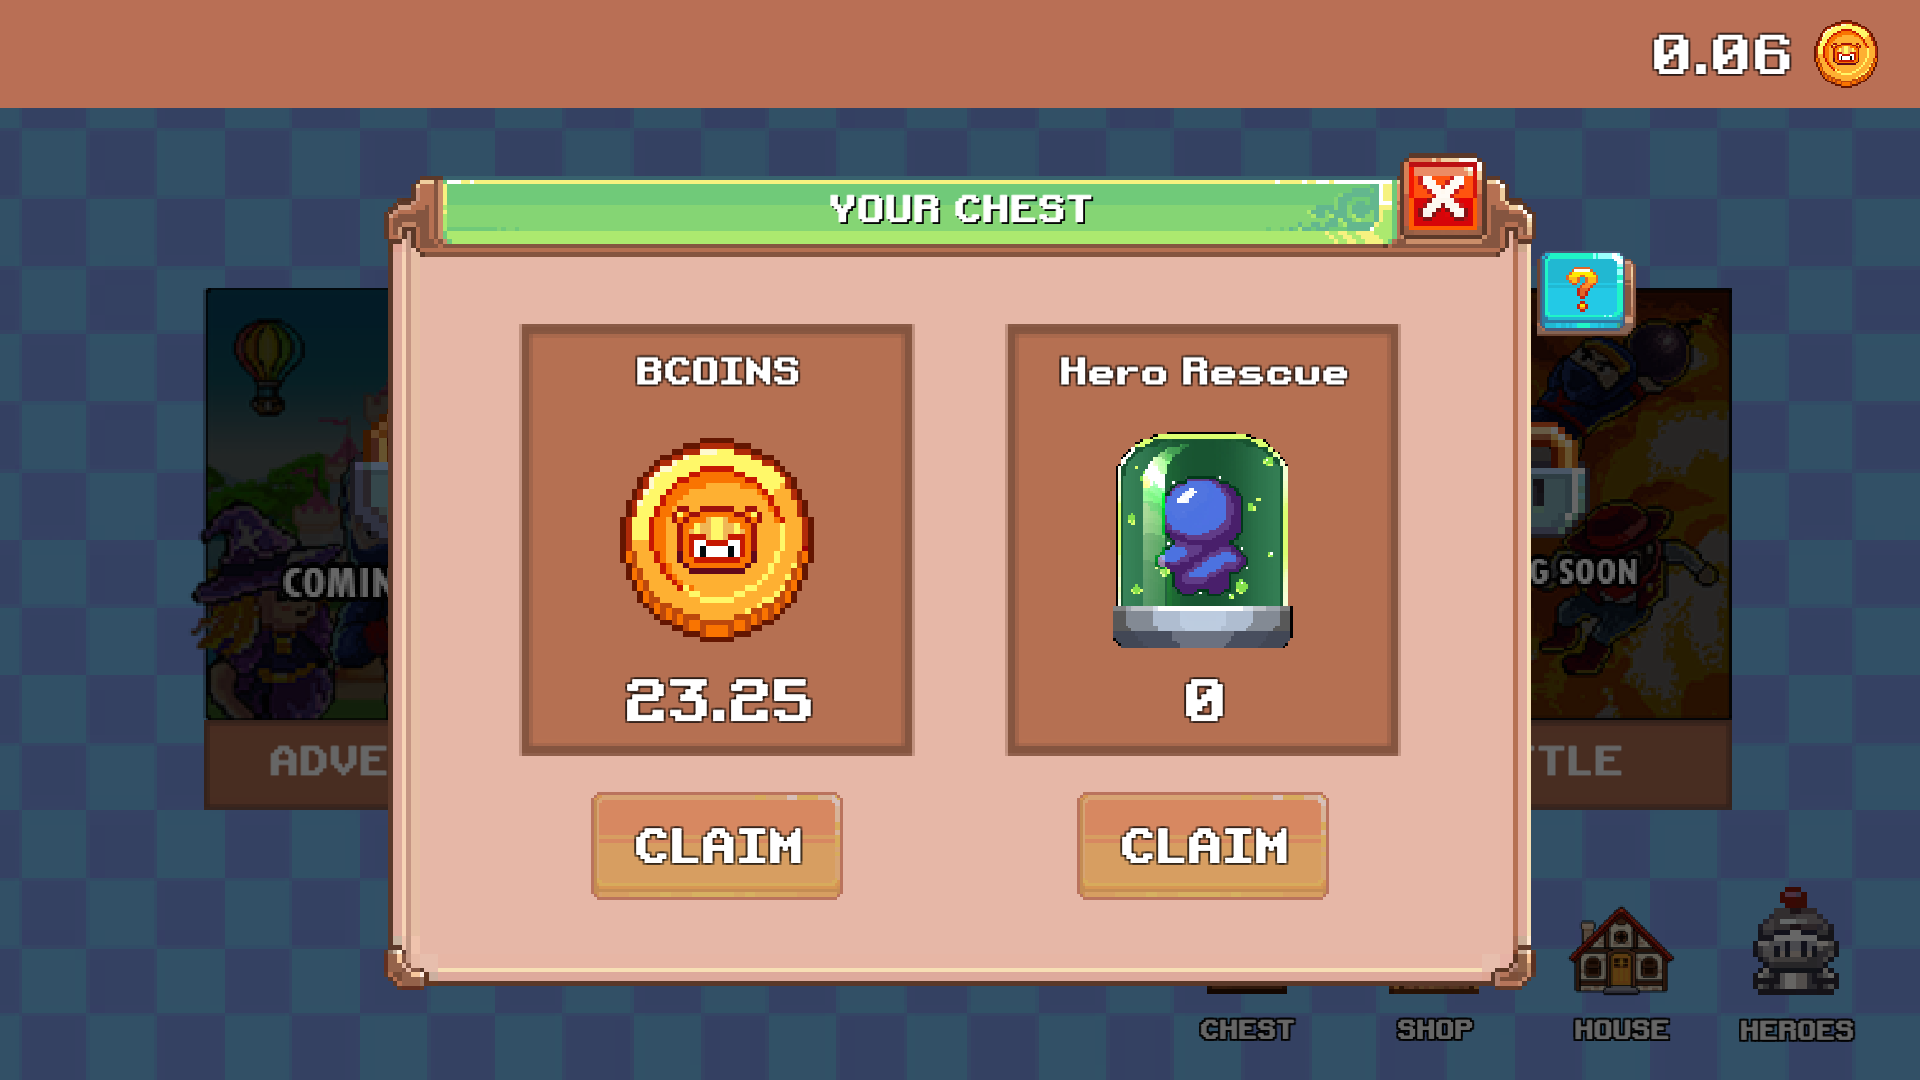 0.06
YOUR CHEST
?
BCOINS
Hero Rescue
COMIN
G SOON
23.25
0
ADVE
TLE
CLAIM
CLAIM
CHEST
SHOP
HOUSE
HEROES